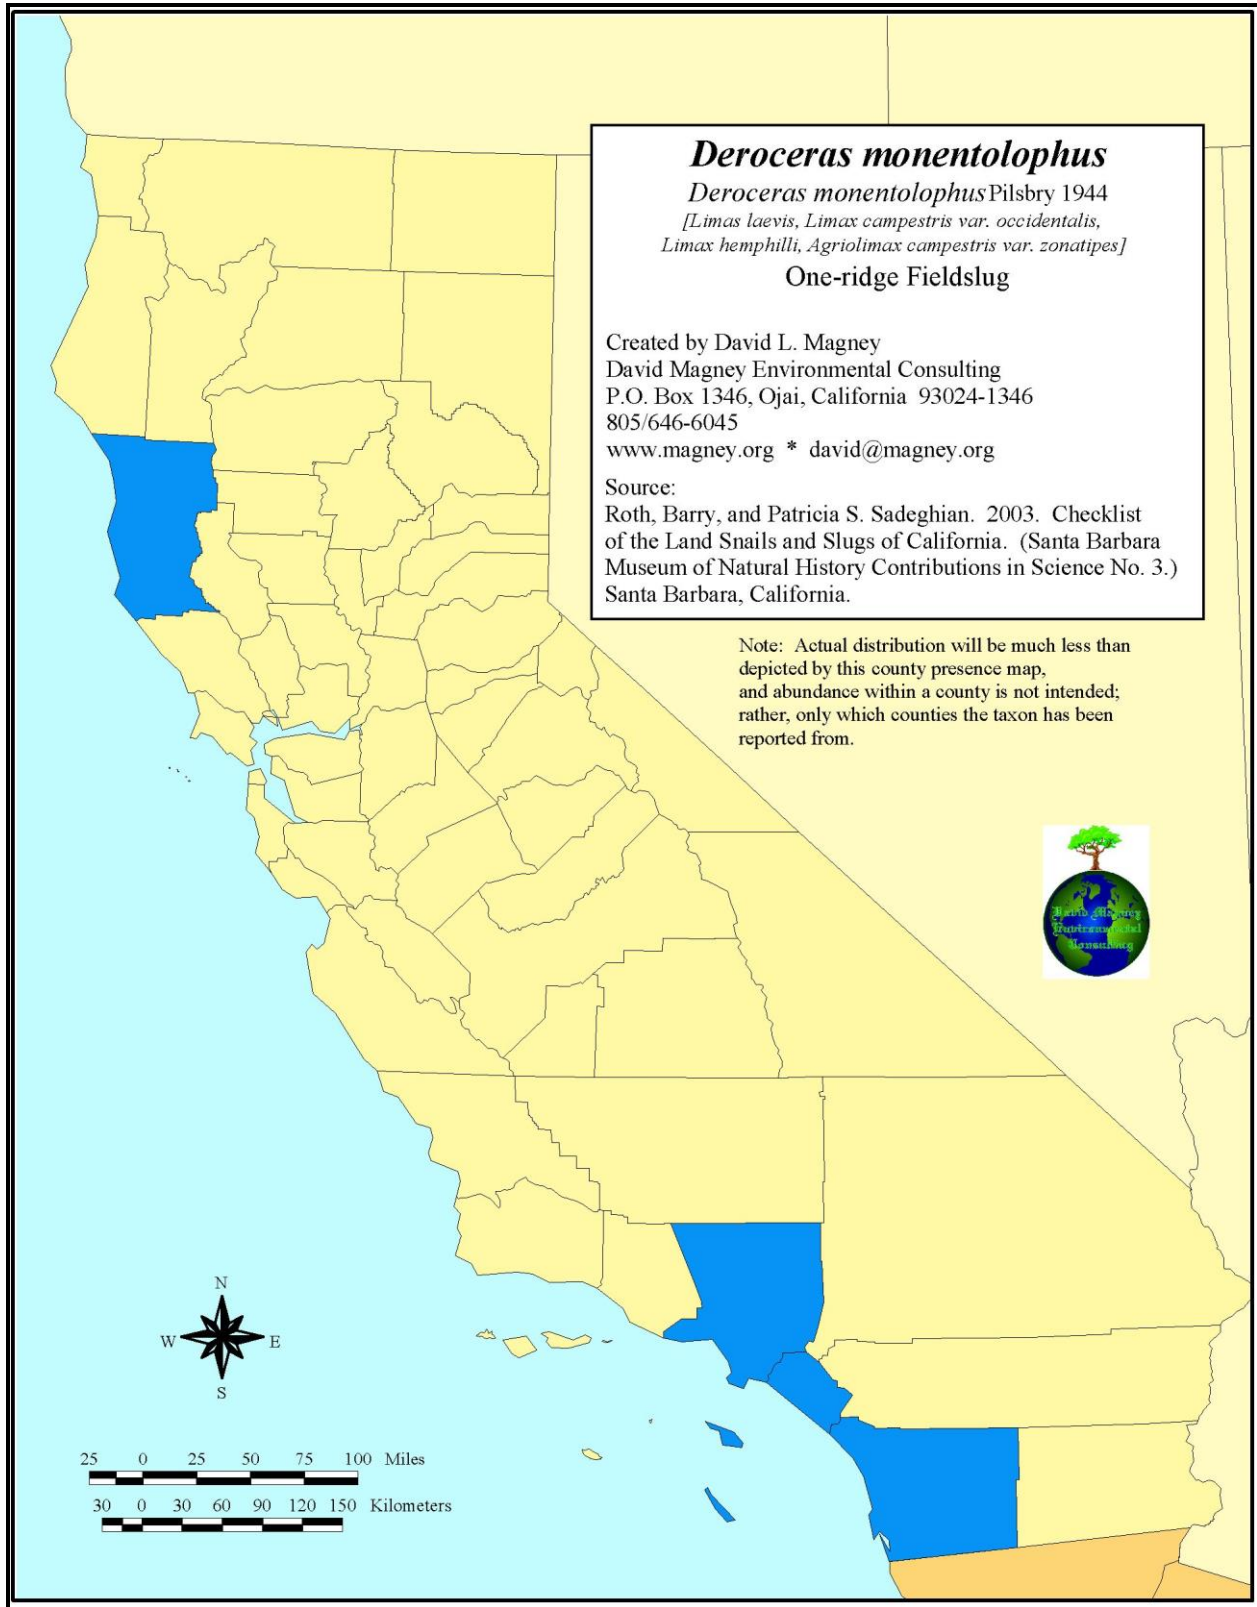 Deroceras monentolophus
Deroceras monentolophus Pilsbry 1944
[Limas laevis, Limax campestris var. occidentalis,
Limax hemphilli, Agriolimax campestris var. zonatipes]
One-ridge Fieldslug
Created by David L. Magney
David Magney Environmental Consulting
P.O. Box 1346, Ojai, California 93024-1346
805/646-6045
www.magney.org * david@magney.org
Source:
Roth, Barry, and Patricia S. Sadeghian. 2003. Checklist
of the Land Snails and Slugs of California. (Santa Barbara
Museum of Natural History Contributions in Science No. 3.)
Santa Barbara, California.
Note: Actual distribution will be much less than
depicted by this county presence map,
and abundance within a county is not intended;
rather, only which counties the taxon has been
reported from.
David Magney
Environmental
Consulting
N
W E
S
25 0 25 50 75 100 Miles
30 0 30 60 90 120 150 Kilometers